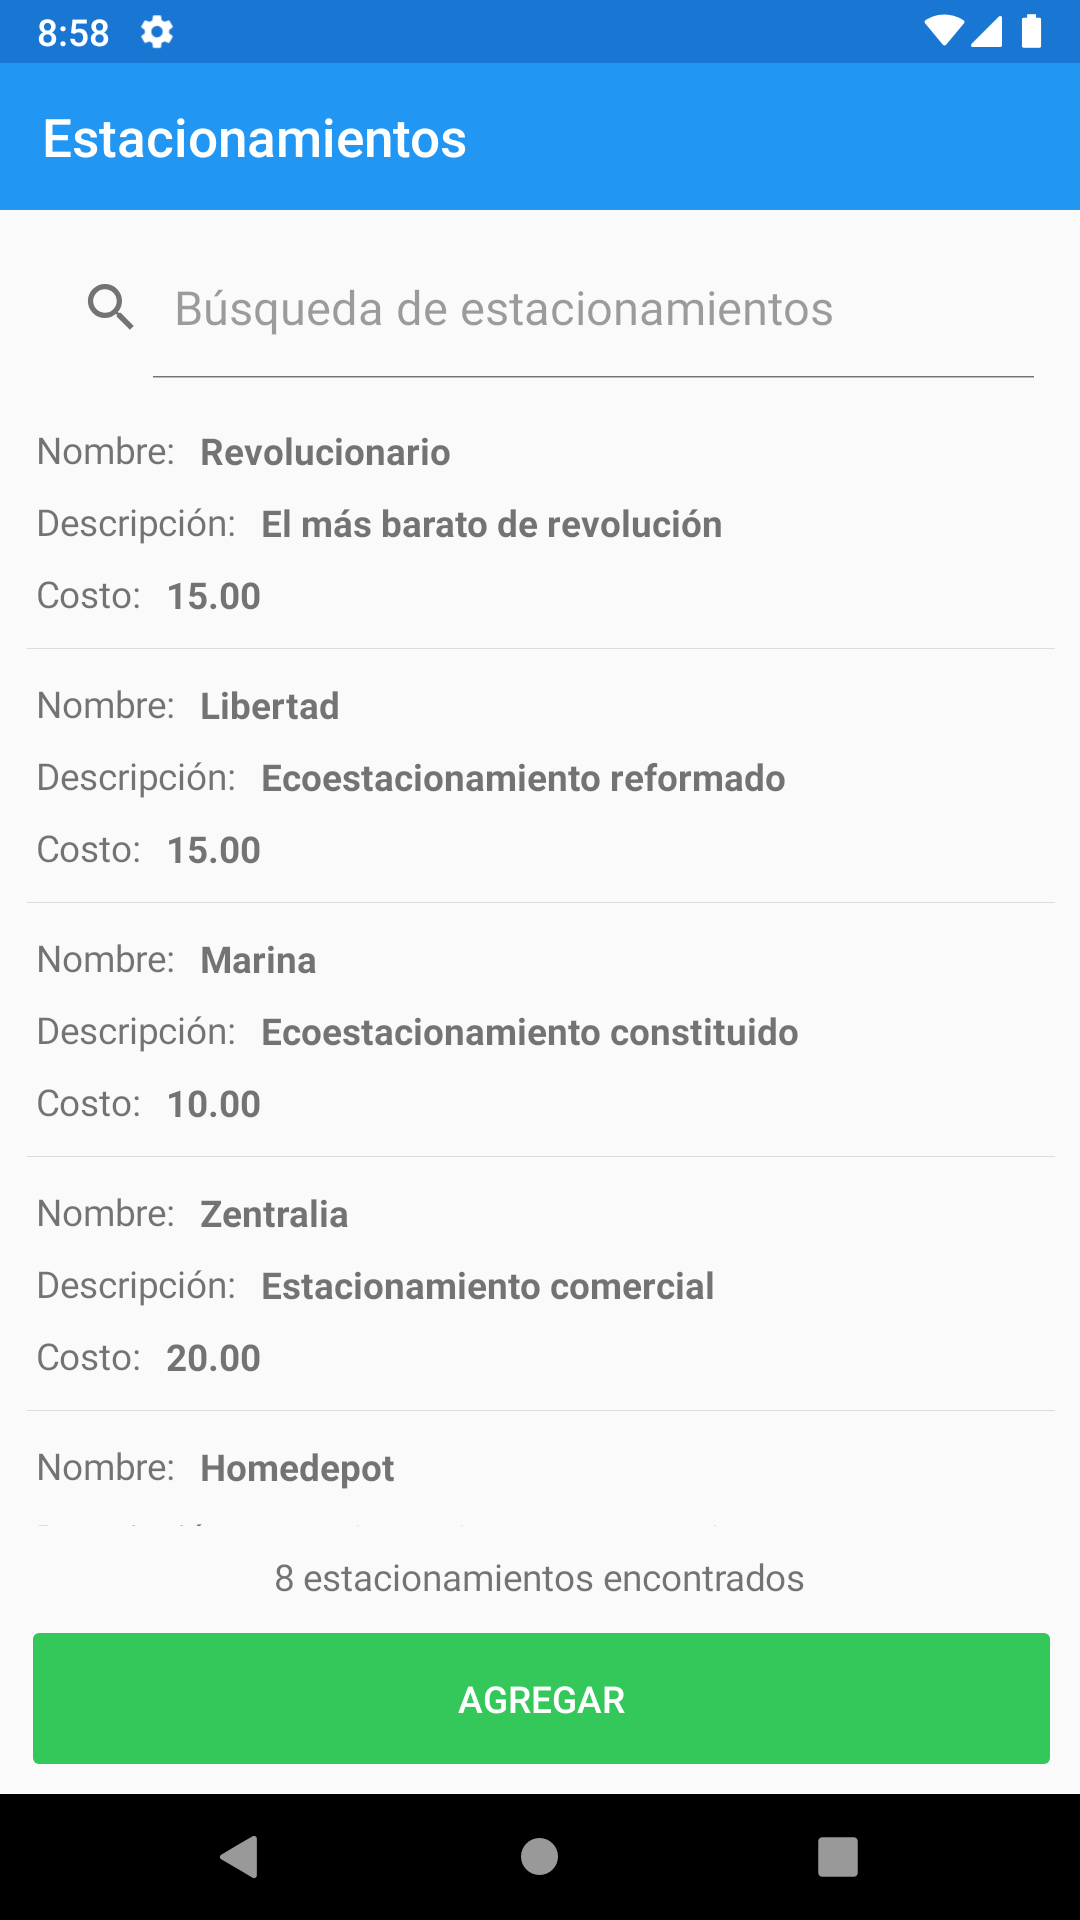 8:58
Estacionamientos
Búsqueda de estacionamientos
Nombre: Revolucionario
Descripción: El más barato de revolución
Costo: 15.00
Nombre: Libertad
Descripción: Ecoestacionamiento reformado
Costo: 15.00
Nombre: Marina
Descripción: Ecoestacionamiento constituido
Costo: 10.00
Nombre: Zentralia
Descripción: Estacionamiento comercial
Costo: 20.00
Nombre: Homedepot
8 estacionamientos encontrados
AGREGAR